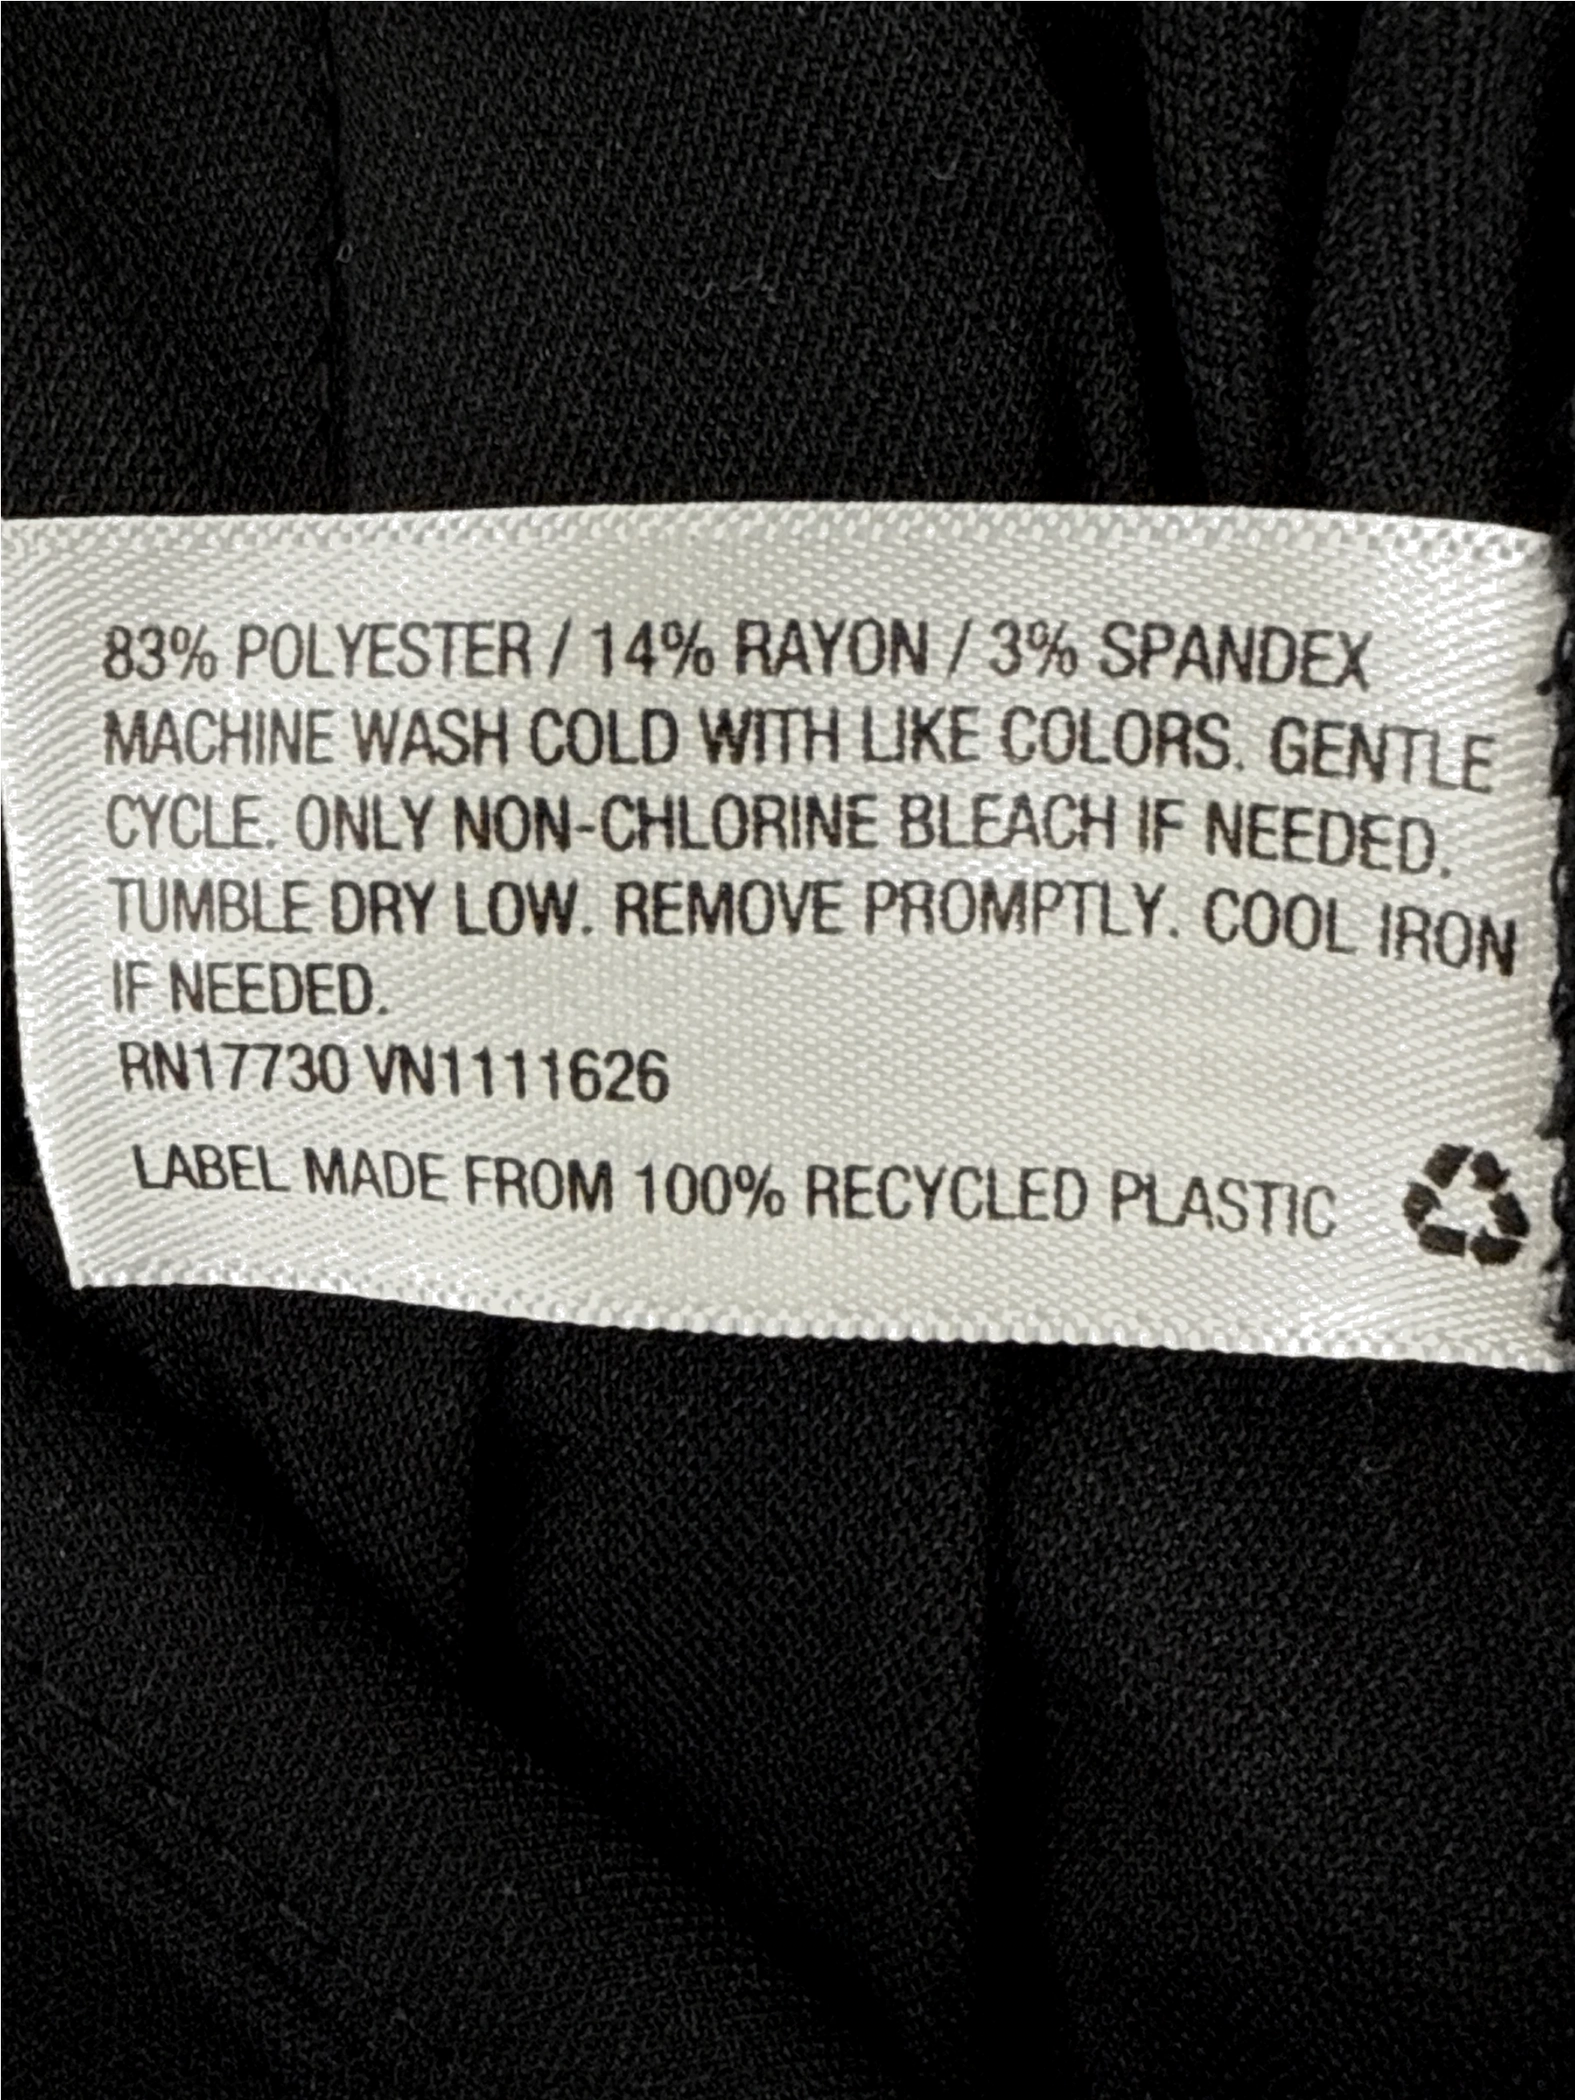 83% POLYESTER / 14% RAYON / 3% SPANDEX
MACHINE WASH COLD WITH LIKE COLORS. GENTLE
CYCLE. ONLY NON-CHLORINE BLEACH IF NEEDED.
TUMBLE DRY LOW. REMOVE PROMPTLY. COOL IRON
IF NEEDED.
RN17730 VN1111626
LABEL MADE FROM 100% RECYCLED PLASTIC